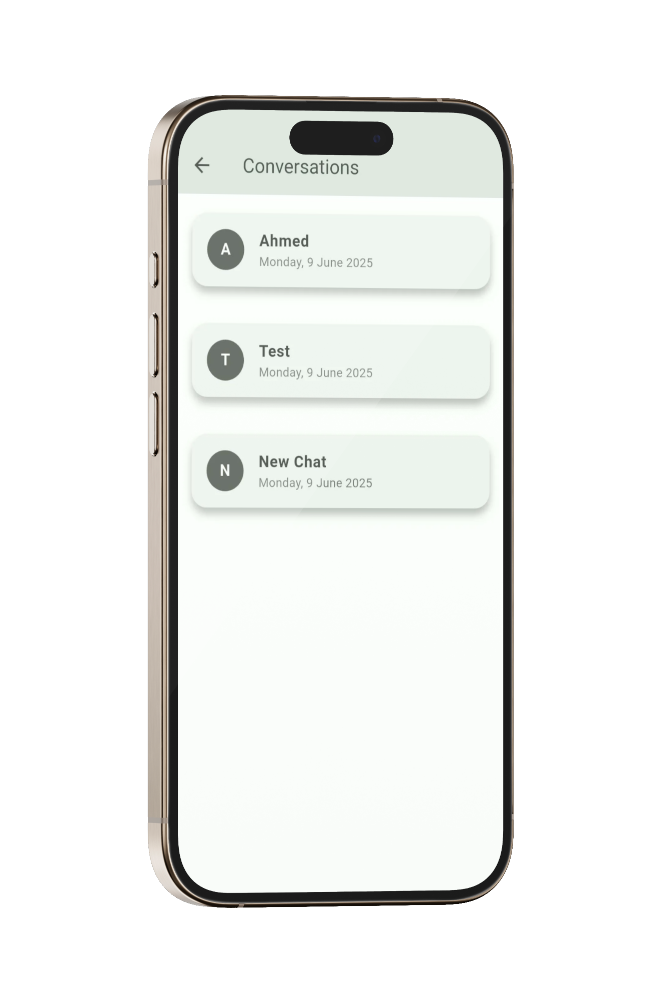 Conversations
A
Ahmed
Monday, 9 June 2025
T
Test
Monday, 9 June 2025
N
New Chat
Monday, 9 June 2025